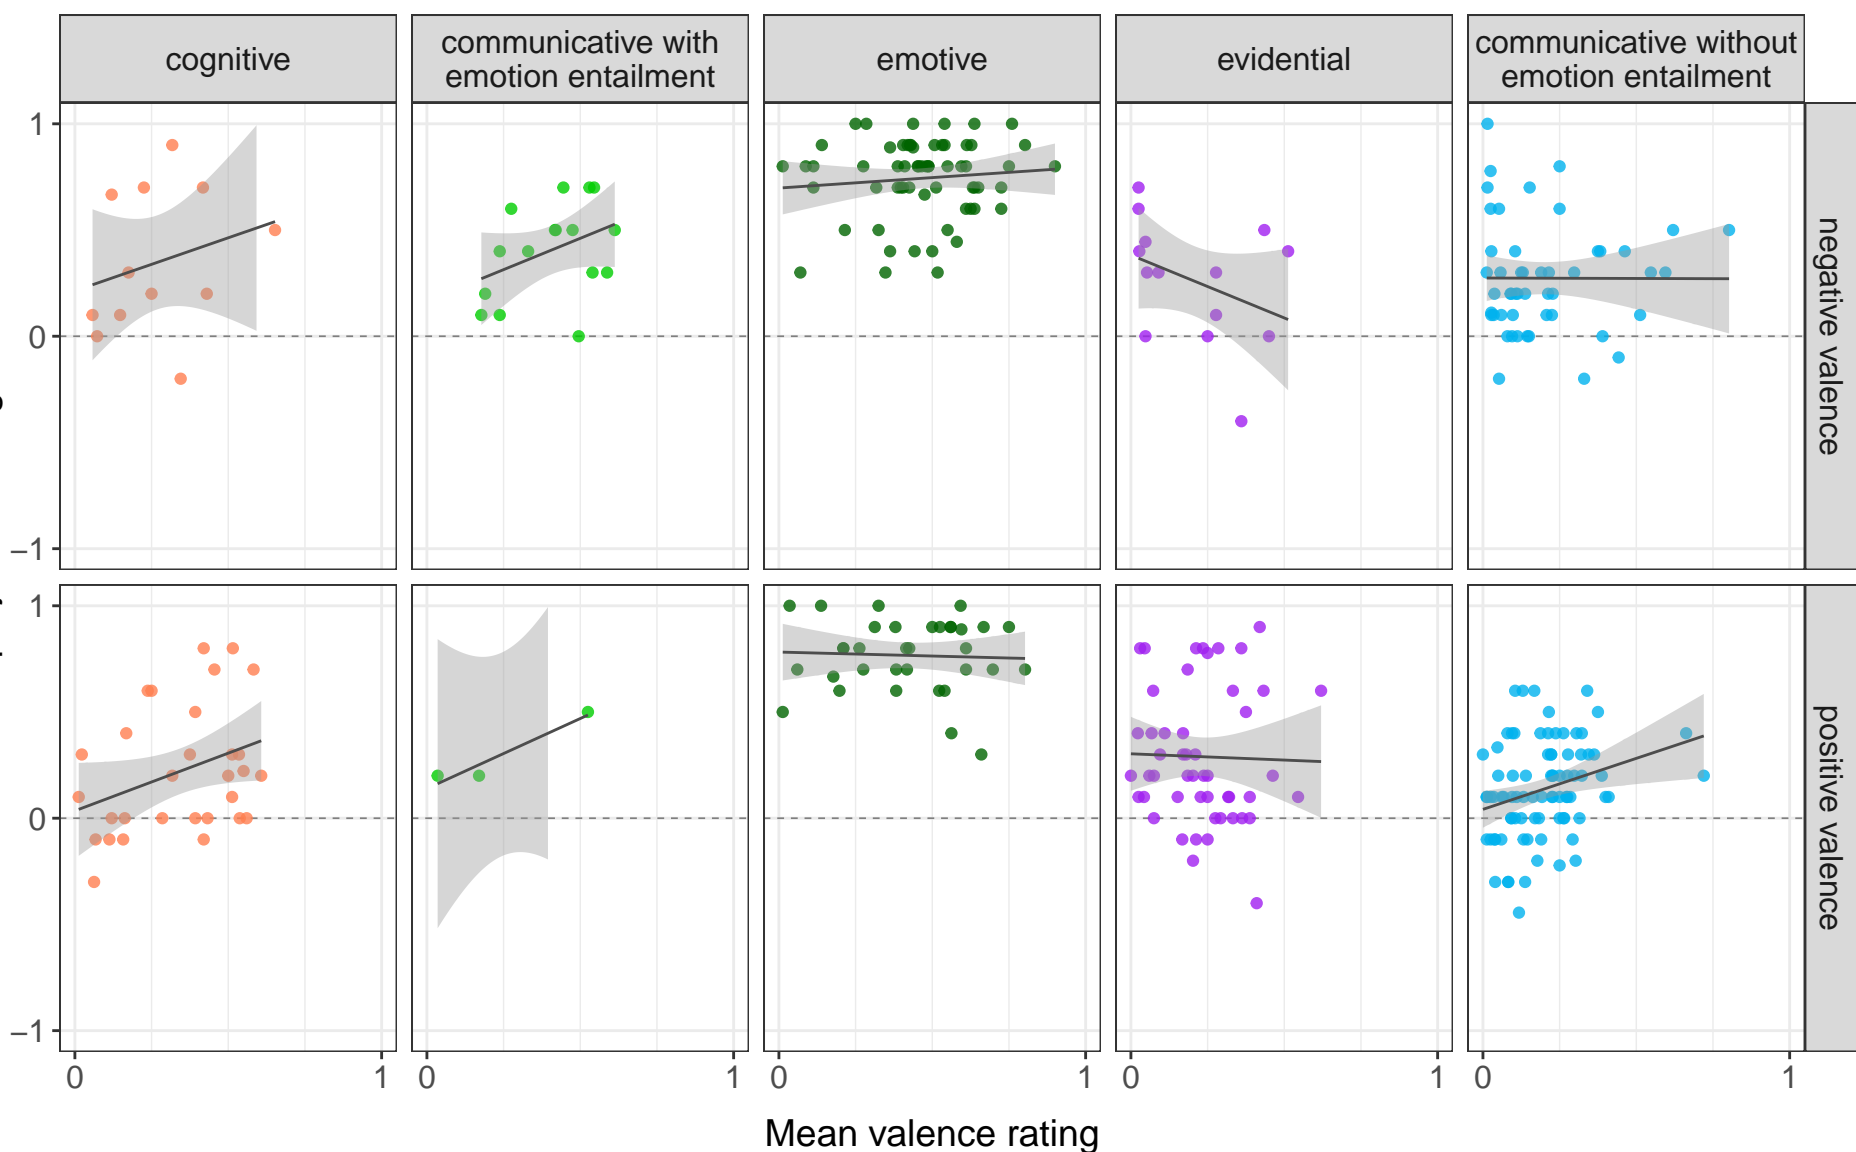 cognitive
communicative with
emotion entailment
emotive
evidential
communicative without
emotion entailment
1
0
−1
negative valence
1
0
−1
positive valence
0 1 0 1 0 1 0 1 0 1
Mean valence rating